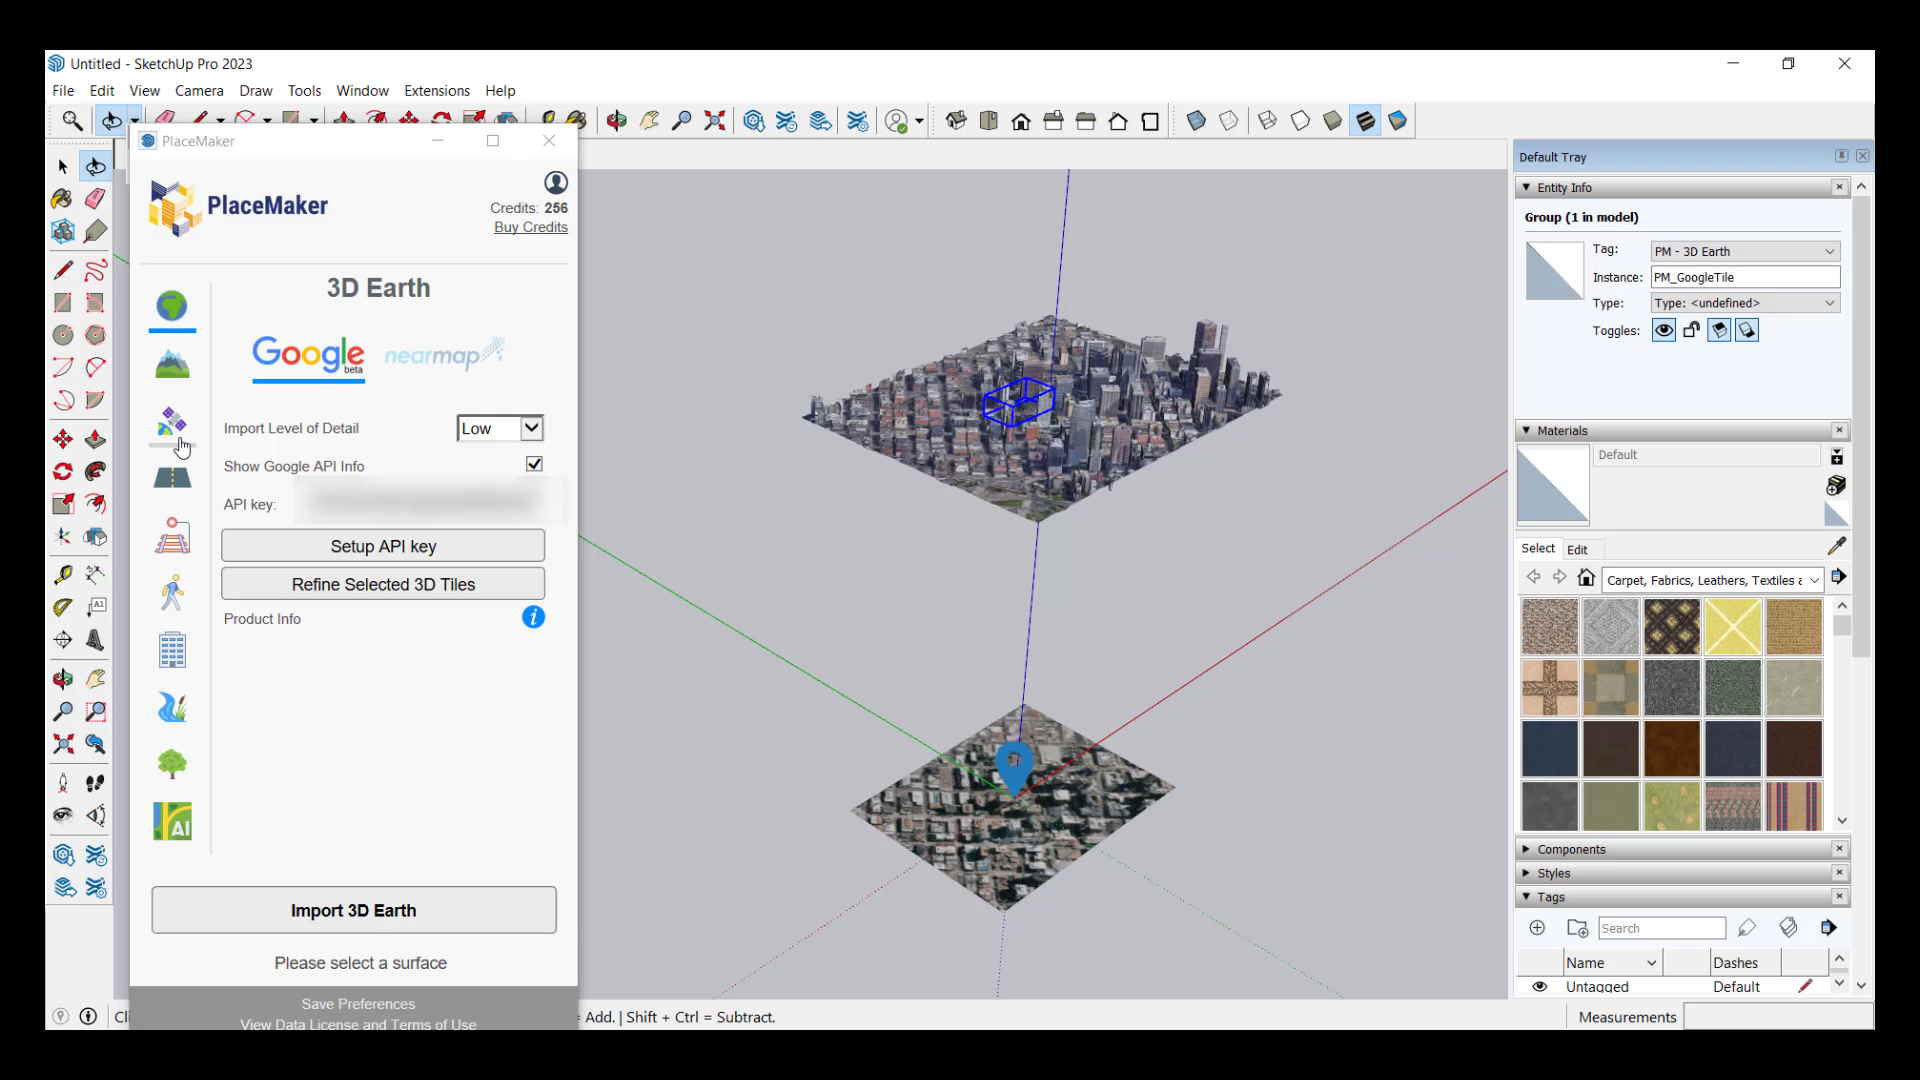 Untitled - SketchUp Pro 2023
File Edit View Camera Draw Tools Window Extensions Help
PlaceMaker
PlaceMaker
Credits: 256
Buy Credits
3D Earth
Google
beta
nearmap
Import Level of Detail
Low
Show Google API Info
API key:
Setup API key
Refine Selected 3D Tiles
Product Info
i
AI
Import 3D Earth
Please select a surface
Save Preferences
View Data License and Terms of Use
A1
Cli
= Add. | Shift + Ctrl = Subtract.
Measurements
Default Tray
Entity Info
Group (1 in model)
Tag: PM - 3D Earth
Instance: PM_GoogleTile
Type: Type: <undefined>
Toggles:
Materials
Default
Select Edit
Carpet, Fabrics, Leathers, Textiles a
Components
Styles
Tags
Search
Name Dashes
Untagged Default